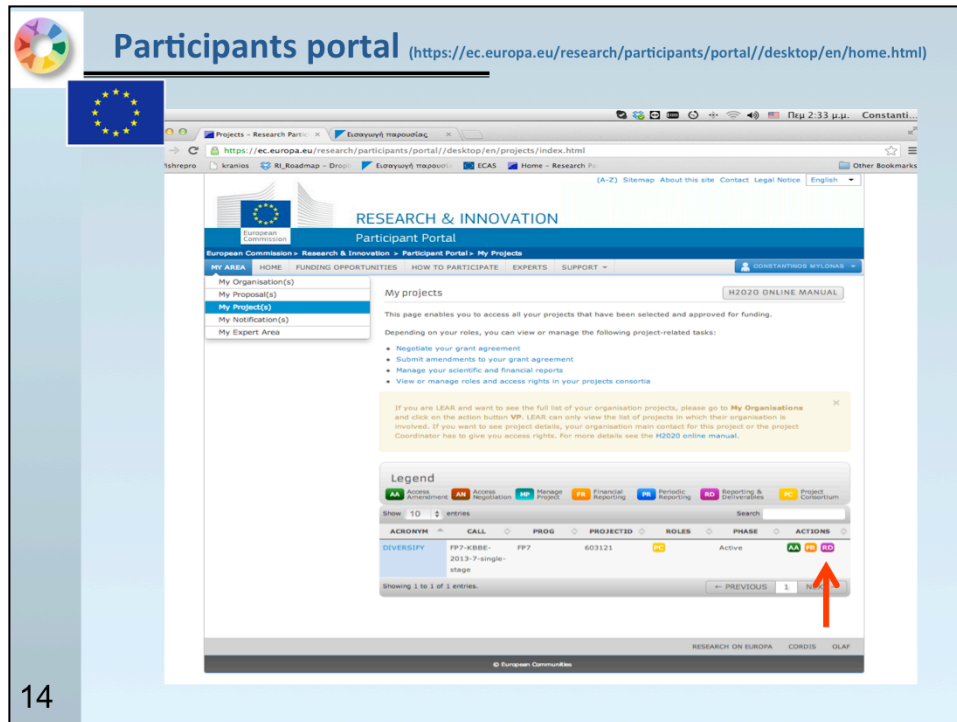 Participants portal (https://ec.europa.eu/research/participants/portal//desktop/en/home.html)
Περ 2:33 μ.μ. Constanti...
Projects – Research Partic
Εισαγωγή παρουσίας
https://ec.europa.eu/research/participants/portal//desktop/en/projects/index.html
ishrepro kranios RI_Roadmap – Drop Εισαγωγή παρουσί ECAS Home – Research Pa Other Bookmarks
(A-Z) Sitemap About this site Contact Legal Notice English
European
Commission
RESEARCH & INNOVATION
Participant Portal
European Commission > Research & Innovation > Participant Portal > My Projects
MY AREA HOME FUNDING OPPORTUNITIES HOW TO PARTICIPATE EXPERTS SUPPORT CONSTANTINOS MYLONAS
My Organisation(s)
My Proposal(s)
My Project(s)
My Notification(s)
My Expert Area
My projects
H2020 ONLINE MANUAL
This page enables you to access all your projects that have been selected and approved for funding.
Depending on your roles, you can view or manage the following project-related tasks:
• Negotiate your grant agreement
• Submit amendments to your grant agreement
• Manage your scientific and financial reports
• View or manage roles and access rights in your projects consortia
If you are LEAR and want to see the full list of your organisation projects, please go to My Organisations
and click on the action button VP. LEAR can only view the list of projects in which their organisation is
involved. If you want to see project details, your organisation main contact for this project or the project
Coordinator has to give you access rights. For more details see the H2020 online manual.
Legend
AA Access Amendment AN Access Negotiation MP Manage Project FR Financial Reporting PR Periodic Reporting RD Reporting & Deliverables PC Project Consortium
Show 10 entries Search
ACRONYM CALL PROG PROJECTID ROLES PHASE ACTIONS
DIVERSIFY FP7-KBBE-2013-7-single-stage FP7 603121 PC Active AA FR RD
Showing 1 to 1 of 1 entries.
← PREVIOUS 1
RESEARCH ON EUROPA CORDIS OLAF
© European Communities
14